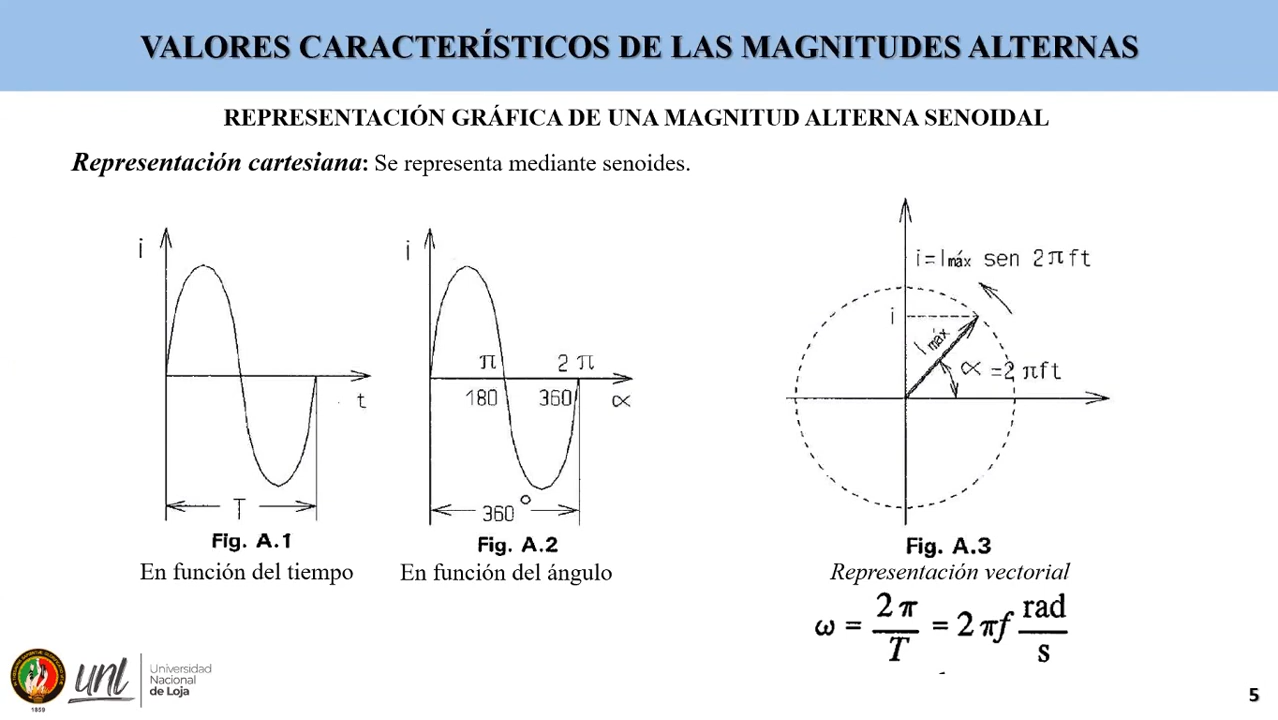 VALORES CARACTERÍSTICOS DE LAS MAGNITUDES ALTERNAS
REPRESENTACIÓN GRÁFICA DE UNA MAGNITUD ALTERNA SENOIDAL
Representación cartesiana: Se representa mediante senoides.
i
t
T
Fig. A.1
En función del tiempo
i
π
2 π
180
360
∝
360°
Fig. A.2
En función del ángulo
i=Imáx sen 2πft
i
Imáx
∝ =2 πft
Fig. A.3
Representación vectorial
ω = 2π/T = 2πf rad/s
1859
unl
Universidad
Nacional
de Loja
5